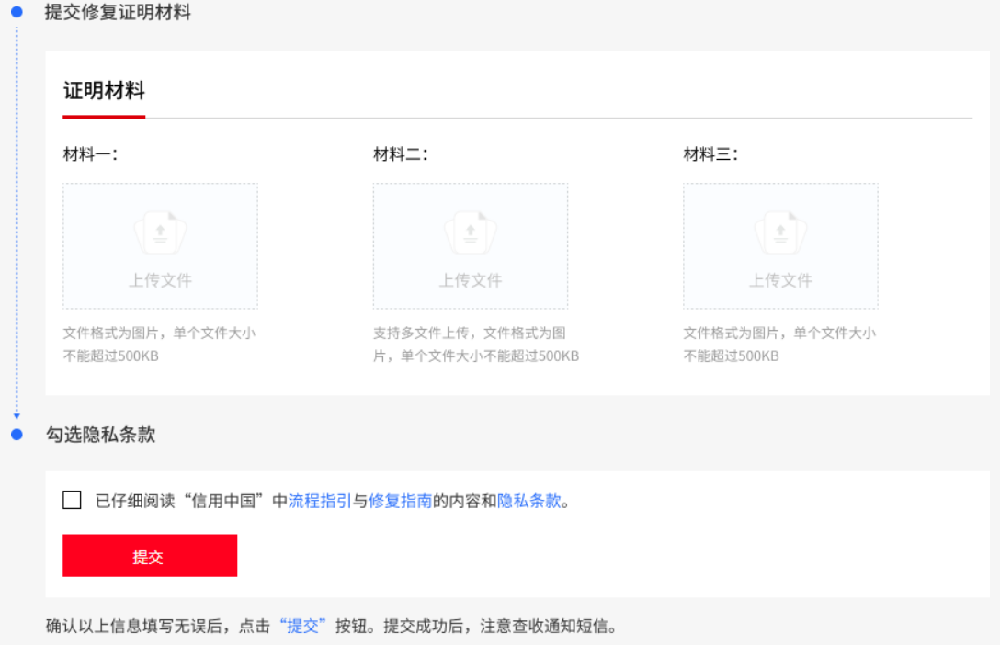 提交修复证明材料
证明材料
材料一：
材料二：
材料三：
上传文件
上传文件
上传文件
文件格式为图片，单个文件大小
不能超过500KB
支持多文件上传，文件格式为图
片，单个文件大小不能超过500KB
文件格式为图片，单个文件大小
不能超过500KB
勾选隐私条款
已仔细阅读“信用中国”中流程指引与修复指南的内容和隐私条款。
提交
确认以上信息填写无误后，点击“提交”按钮。提交成功后，注意查收通知短信。